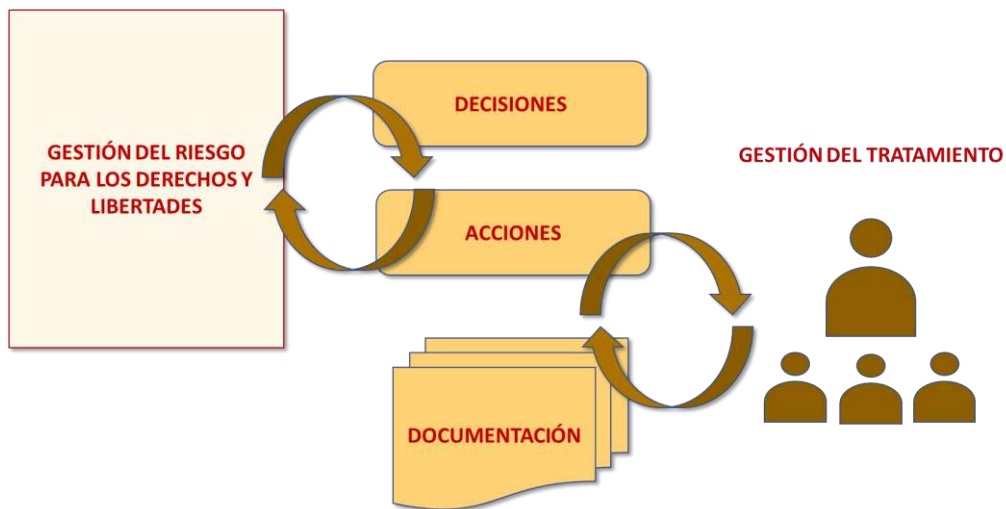 GESTIÓN DEL RIESGO
PARA LOS DERECHOS Y
LIBERTADES
DECISIONES
ACCIONES
DOCUMENTACIÓN
GESTIÓN DEL TRATAMIENTO